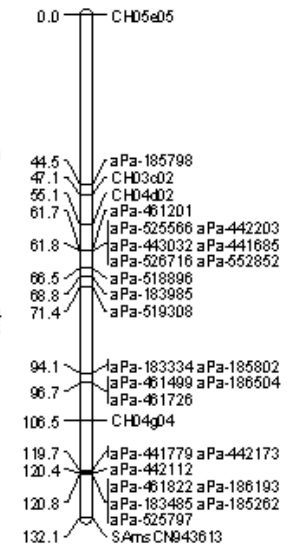 0.0 CH05e05
44.5 aPa-185798
47.1 CH03c02
55.1 CH04d02
61.7 aPa-461201
aPa-525566 aPa-442203
61.8 aPa-443032 aPa-441685
aPa-526716 aPa-552852
66.5 aPa-518896
68.8 aPa-183985
71.4 aPa-519308
94.1 aPa-183334 aPa-185802
96.7 aPa-461499 aPa-186504
aPa-461726
106.5 CH04g04
119.7 aPa-441779 aPa-442173
120.4 aPa-442112
aPa-461822 aPa-186193
120.8 aPa-183485 aPa-185262
aPa-525797
132.1 SAmsCN943613